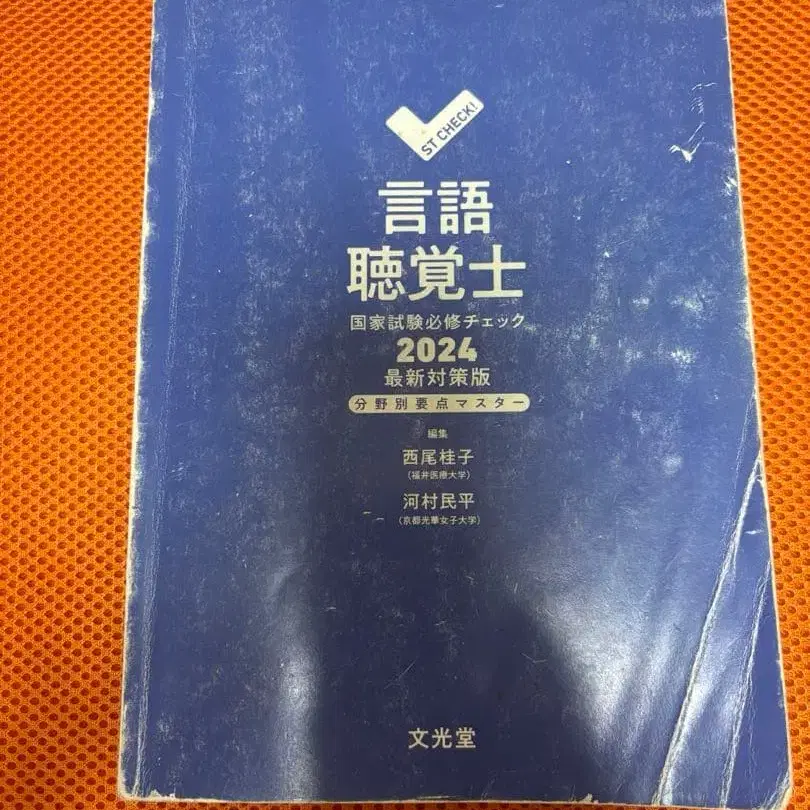 ST CHECK!
言語
聴覚士
国家試験必修チェック
2024
最新対策版
分野別要点マスター
編集
西尾桂子
(福井医療大学)
河村民平
(京都光華女子大学)
文光堂